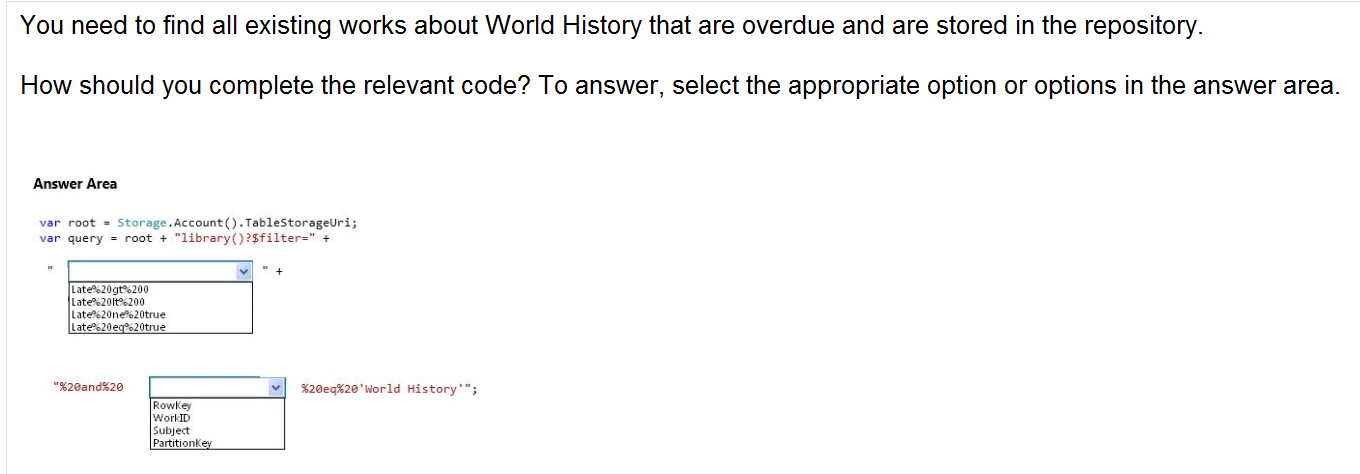 You need to find all existing works about World History that are overdue and are stored in the repository.
How should you complete the relevant code? To answer, select the appropriate option or options in the answer area.
Answer Area
var root = Storage.Account().TableStorageUri;
var query = root + "library()?$filter=" +
" " +
Late%20gt%200
Late%20lt%200
Late%20ne%20true
Late%20eq%20true
"%20and%20 %20eq%20'World History'";
RowKey
WorkID
Subject
PartitionKey